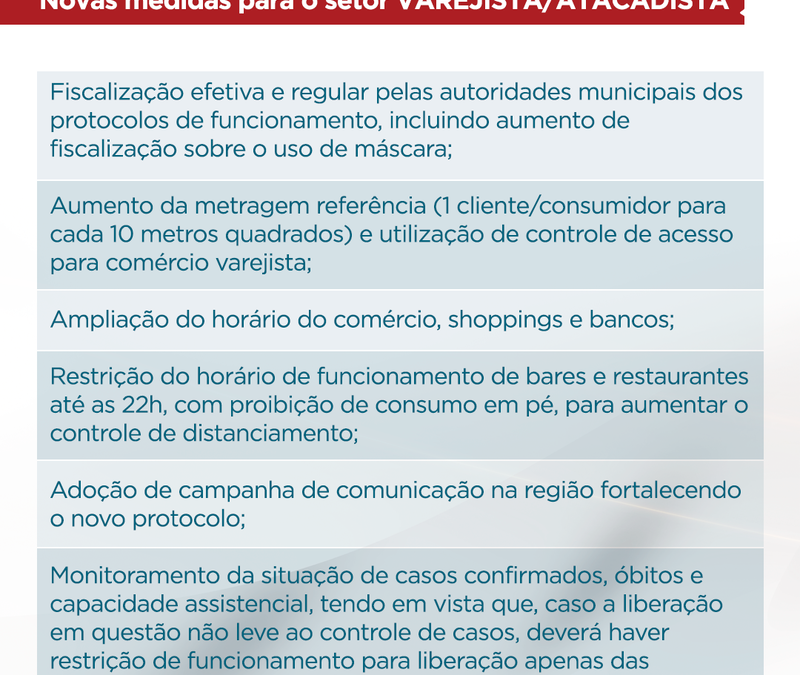 Novas medidas para o setor VAREJISTA/ATACADISTA
Fiscalização efetiva e regular pelas autoridades municipais dos
protocolos de funcionamento, incluindo aumento de
fiscalização sobre o uso de máscara;
Aumento da metragem referência (1 cliente/consumidor para
cada 10 metros quadrados) e utilização de controle de acesso
para comércio varejista;
Ampliação do horário do comércio, shoppings e bancos;
Restrição do horário de funcionamento de bares e restaurantes
até as 22h, com proibição de consumo em pé, para aumentar o
controle de distanciamento;
Adoção de campanha de comunicação na região fortalecendo
o novo protocolo;
Monitoramento da situação de casos confirmados, óbitos e
capacidade assistencial, tendo em vista que, caso a liberação
em questão não leve ao controle de casos, deverá haver
restrição de funcionamento para liberação apenas das